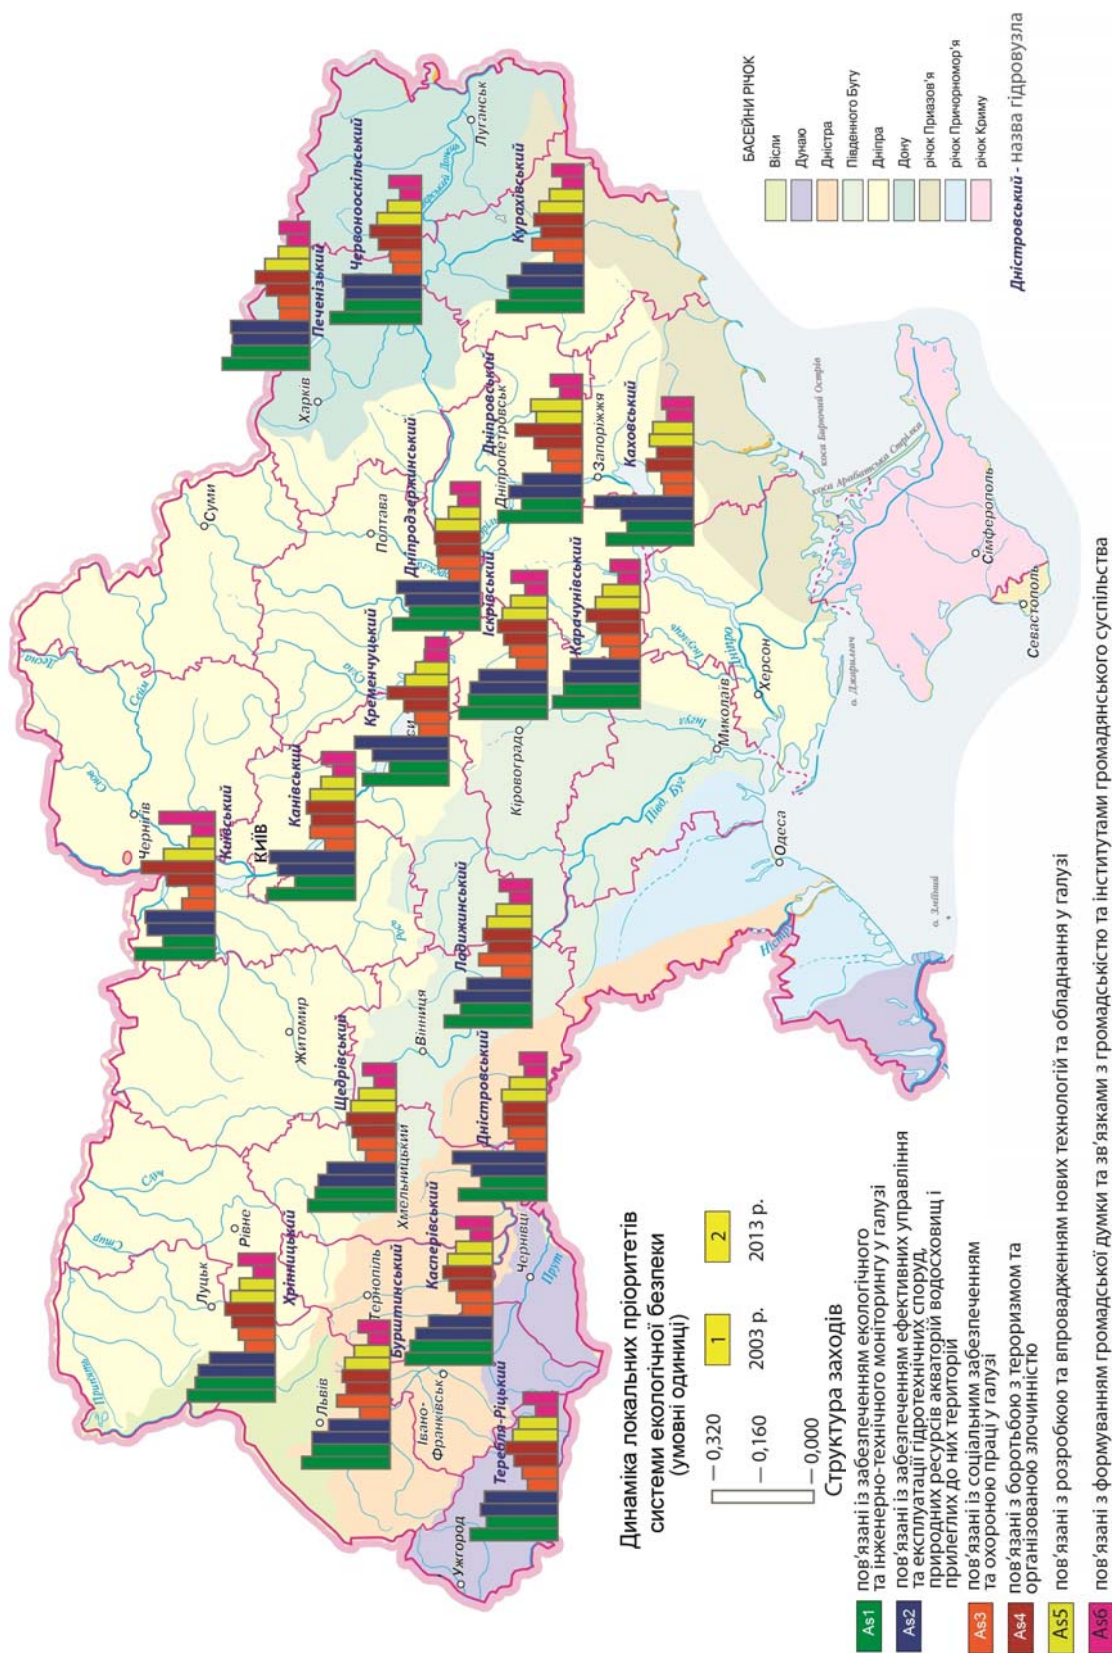 Десна
Сейм
Снов
Суми
Чернігів
Київський
КИЇВ
Прип'ять
Стир
Случ
Луцьк
Рівне
Хрінницький
Житомир
Рось
Канівський
Сула
Кременчуцький
си
Полтава
Дніпродзержинський
Харків
Печенізький
Червонооскільський
Луганськ
Курахівський
Дніпровський
Дніпропетровськ
Запоріжжя
Каховський
Іскрівський
Карачунівський
Кіровоград
Львів
Тернопіль
Бурштинський
Щедрівський
Хмельницький
Вінниця
Ладижинський
Івано-
Франківськ
Касперівський
Дністровський
Чернівці
Прут
Ужгород
Теребля-Ріцький
Півд. Буг
Інгул
Інгулець
Дніпро
Миколаїв
Херсон
Одеса
о. Джарилгач
о. Зміїний
коса Бирючий Острів
коса Арабатська Стрілка
Сімферополь
Севастополь
БАСЕЙНИ РІЧОК
Вісли
Дунаю
Дністра
Південного Бугу
Дніпра
Дону
річок Приазов'я
річок Причорномор'я
річок Криму
Дністровський - назва гідровузла
Динаміка локальних пріоритетів
системи екологічної безпеки
(умовні одиниці)
0,320
0,160
0,000
1
2
2003 р.
2013 р.
Структура заходів
As1 пов'язані із забезпеченням екологічного
та інженерно-технічного моніторингу у галузі
As2 пов'язані із забезпеченням ефективних управління
та експлуатації гідротехнічних споруд,
природних ресурсів акваторій водосховищ і
прилеглих до них територій
As3 пов'язані із соціальним забезпеченням
та охороною праці у галузі
As4 пов'язані з боротьбою з тероризмом та
організованою злочинністю
As5 пов'язані з розробкою та впровадженням нових технологій та обладнання у галузі
As6 пов'язані з формуванням громадської думки та зв'язками з громадськістю та інститутами громадянського суспільства